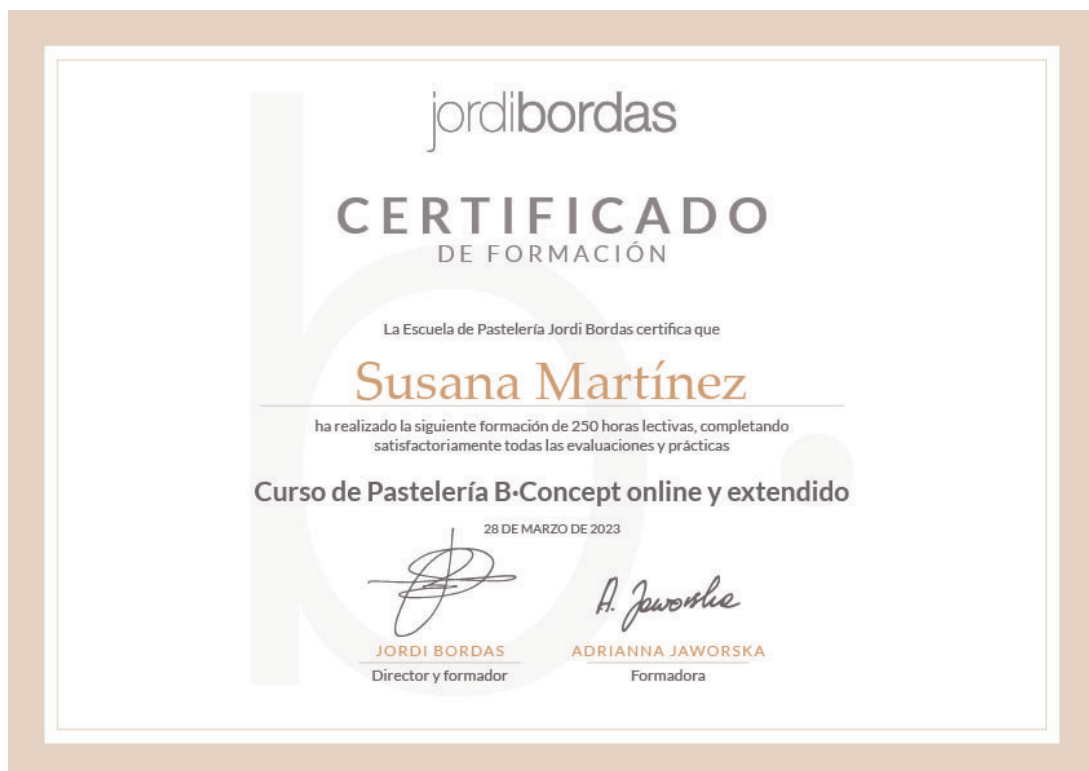 jordibordas
CERTIFICADO
DE FORMACIÓN
La Escuela de Pastelería Jordi Bordas certifica que
Susana Martínez
ha realizado la siguiente formación de 250 horas lectivas, completando
satisfactoriamente todas las evaluaciones y prácticas
Curso de Pastelería B·Concept online y extendido
28 DE MARZO DE 2023
A. Jaworska
JORDI BORDAS
ADRIANNA JAWORSKA
Director y formador
Formadora